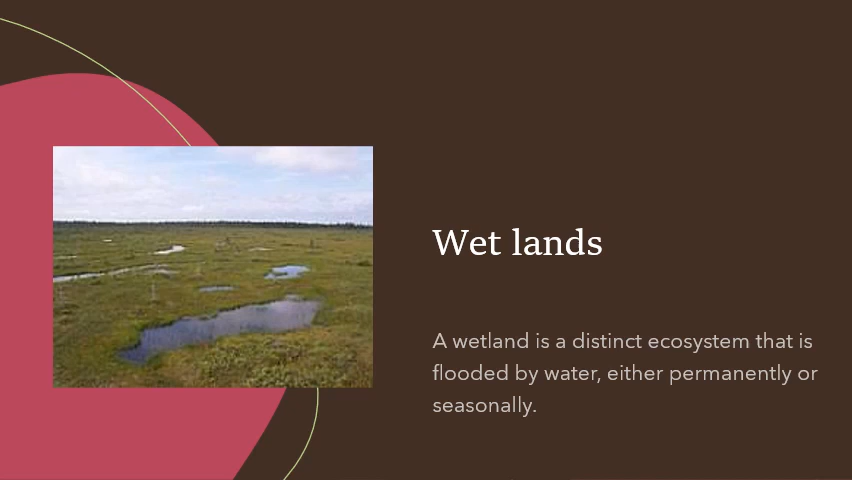 Wet lands
A wetland is a distinct ecosystem that is
flooded by water, either permanently or
seasonally.